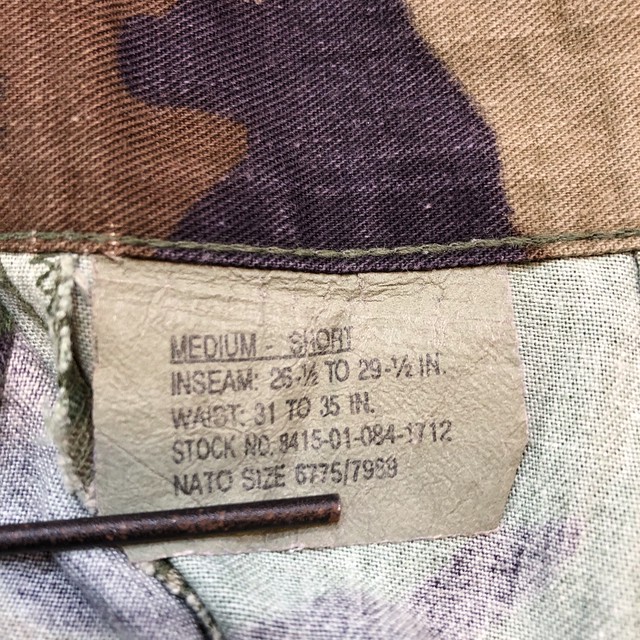 MEDIUM - SHORT
INSEAM: 26-½ TO 29-½ IN.
WAIST: 31 TO 35 IN.
STOCK NO. 8415-01-084-1712
NATO SIZE 6775/7989